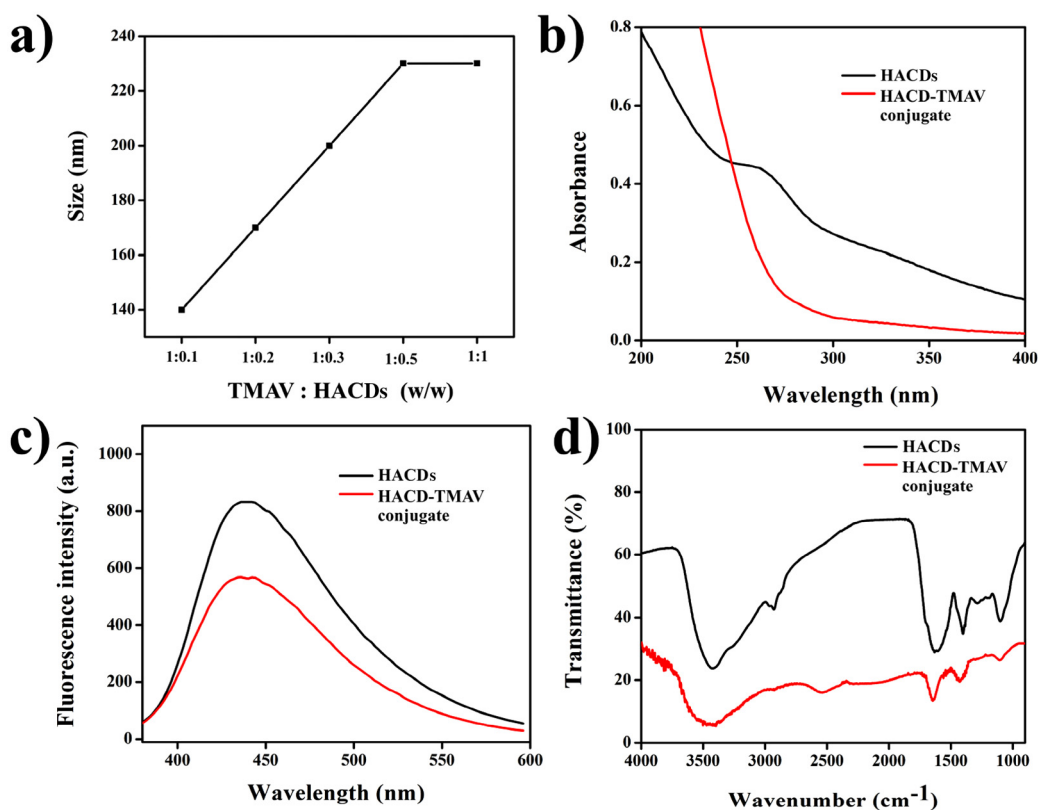 a)
240
220
200
180
160
140
Size (nm)
1:0.1
1:0.2
1:0.3
1:0.5
1:1
TMAV : HACDs (w/w)
b)
0.8
0.6
0.4
0.2
0.0
Absorbance
HACDs
HACD-TMAV
conjugate
200
250
300
350
400
Wavelength (nm)
c)
1000
800
600
400
200
0
Fluorescence intensity (a.u.)
HACDs
HACD-TMAV
conjugate
400
450
500
550
600
Wavelength (nm)
d)
100
80
60
40
20
0
Transmittance (%)
HACDs
HACD-TMAV
conjugate
4000
3500
3000
2500
2000
1500
1000
Wavenumber (cm-1)